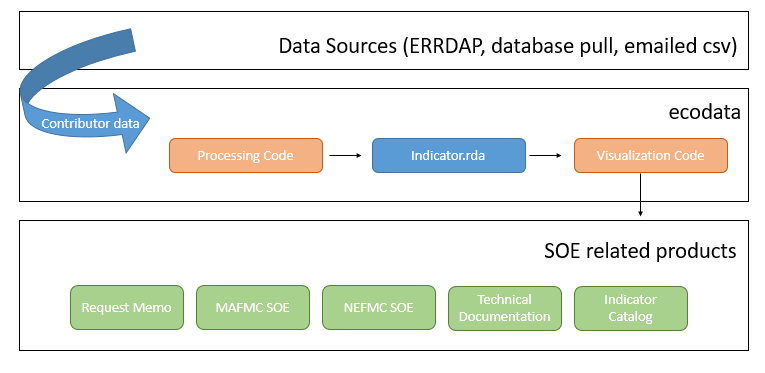 Data Sources (ERRDAP, database pull, emailed csv)
Contributor data
ecodata
Processing Code
Indicator.rda
Visualization Code
SOE related products
Request Memo
MAFMC SOE
NEFMC SOE
Technical
Documentation
Indicator
Catalog